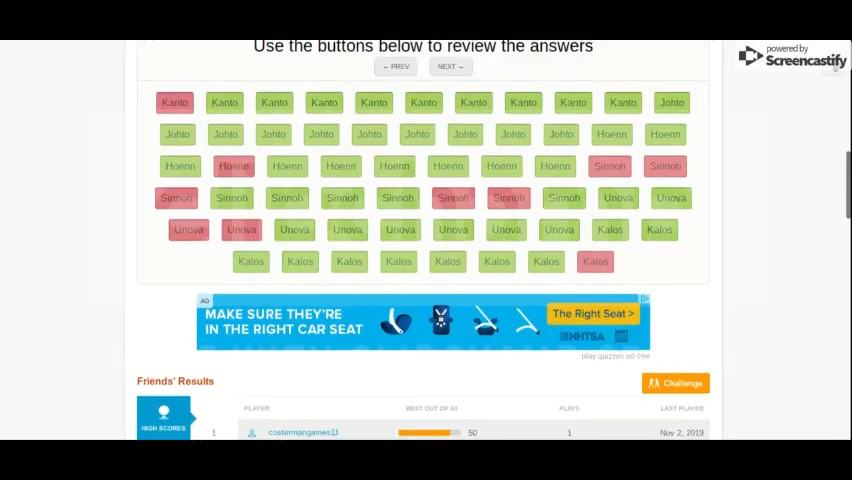 powered by
Screencastify
Use the buttons below to review the answers
← PREV NEXT →
Kanto Kanto Kanto Kanto Kanto Kanto Kanto Kanto Kanto Kanto Johto
Johto Johto Johto Johto Johto Johto Johto Johto Johto Hoenn Hoenn
Hoenn Hoenn Hoenn Hoenn Hoenn Hoenn Hoenn Hoenn Sinnoh Sinnoh
Sinnoh Sinnoh Sinnoh Sinnoh Sinnoh Sinnoh Sinnoh Sinnoh Unova Unova
Unova Unova Unova Unova Unova Unova Unova Unova Kalos Kalos
Kalos Kalos Kalos Kalos Kalos Kalos Kalos Kalos
AD
MAKE SURE THEY'RE
IN THE RIGHT CAR SEAT
The Right Seat >
NHTSA
play quizzes ad-free
Friends' Results
Challenge
HIGH SCORES
PLAYER BEST OUT OF 60 PLAYS LAST PLAYED
1 costermangames11 50 1 Nov 2, 2019